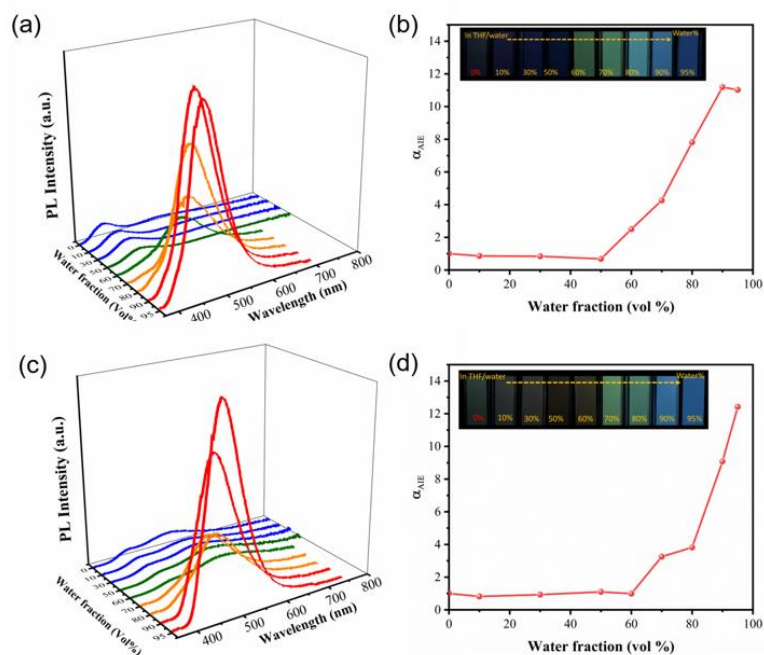 (a)
PL Intensity (a.u.)
0
10
30
50
60
70
80
90
95
Water fraction (Vol%
400
500
600
700
800
Wavelength (nm)
(b)
αAIE
14
12
10
8
6
4
2
0
In THF/water
Water%
0% 10% 30% 50% 60% 70% 80% 90% 95%
0 20 40 60 80 100
Water fraction (vol %)
(c)
PL Intensity (a.u.)
0
10
30
50
60
70
80
90
95
Water fraction (Vol%)
400
500
600
700
800
Wavelength (nm)
(d)
αAIE
14
12
10
8
6
4
2
0
In THF/water
Water%
0% 10% 30% 50% 60% 70% 80% 90% 95%
0 20 40 60 80 100
Water fraction (vol %)